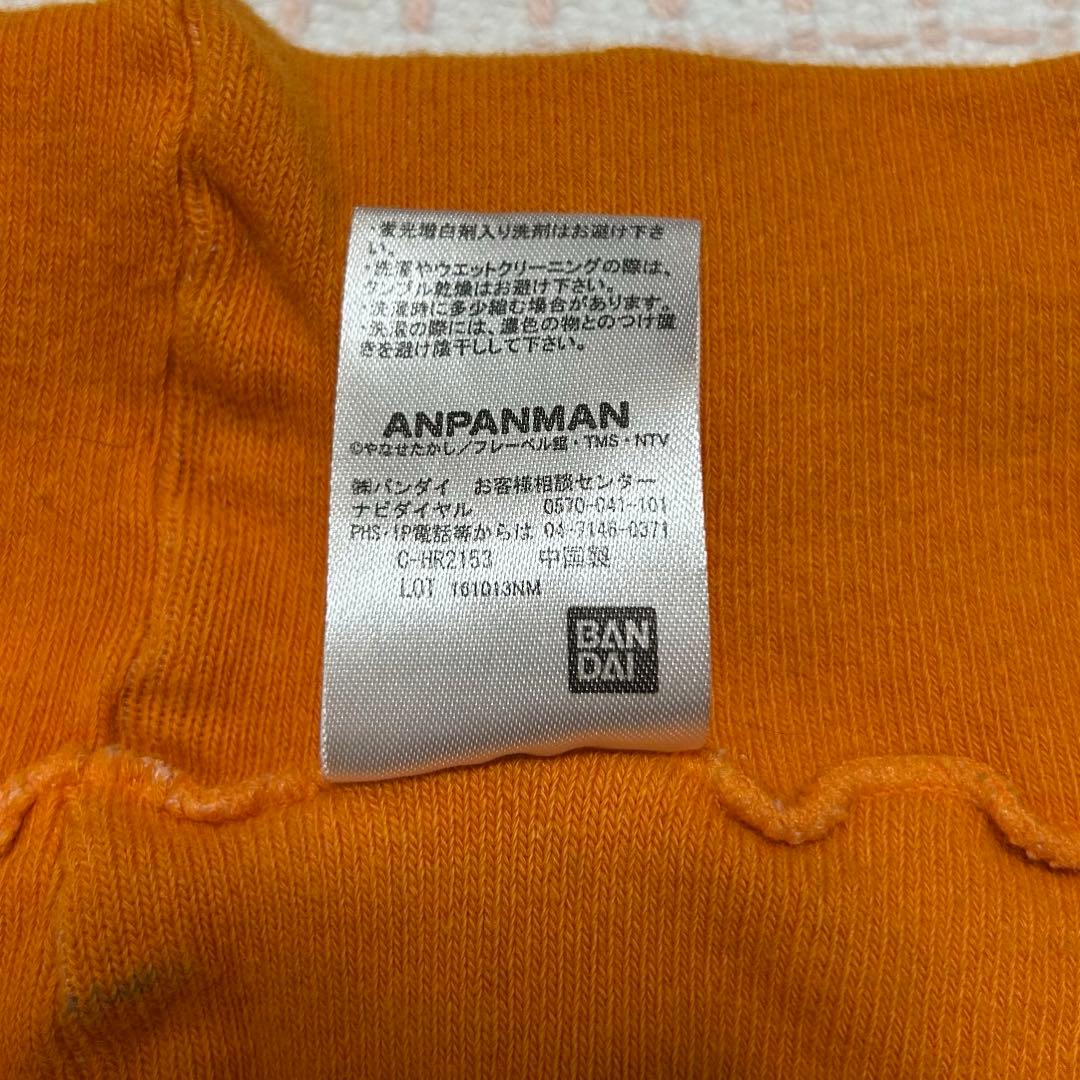 ・蛍光増白剤入り洗剤はお避け下さ
い。
・洗濯やウエットクリーニングの際は、
タンブル乾燥はお避け下さい。
・洗濯時に多少縮む場合があります。
・洗濯の際には、濃色の物とのつけ置
きを避け陰干しして下さい。
ANPANMAN
©やなせたかし／フレーベル館・TMS・NTV
㈱バンダイ お客様相談センター
ナビダイヤル 0570-041-101
PHS・IP電話等からは 04-7146-0371
C-HR2153 中国製
LOT 161013NM
BAN
DAI